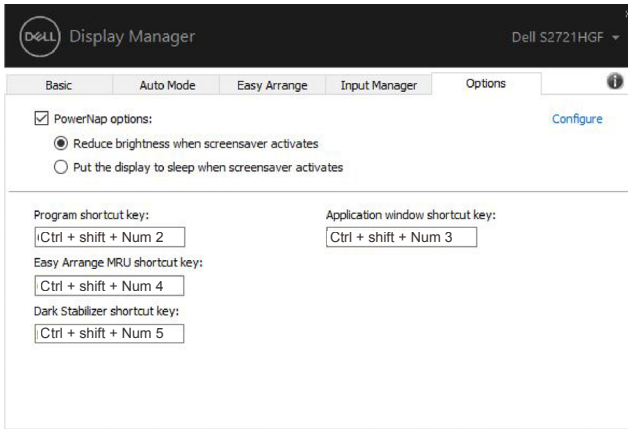 DELL Display Manager
Dell S2721HGF
Basic Auto Mode Easy Arrange Input Manager Options
PowerNap options:
Configure
Reduce brightness when screensaver activates
Put the display to sleep when screensaver activates
Program shortcut key:
Application window shortcut key:
Ctrl + shift + Num 2
Ctrl + shift + Num 3
Easy Arrange MRU shortcut key:
Ctrl + shift + Num 4
Dark Stabilizer shortcut key:
Ctrl + shift + Num 5